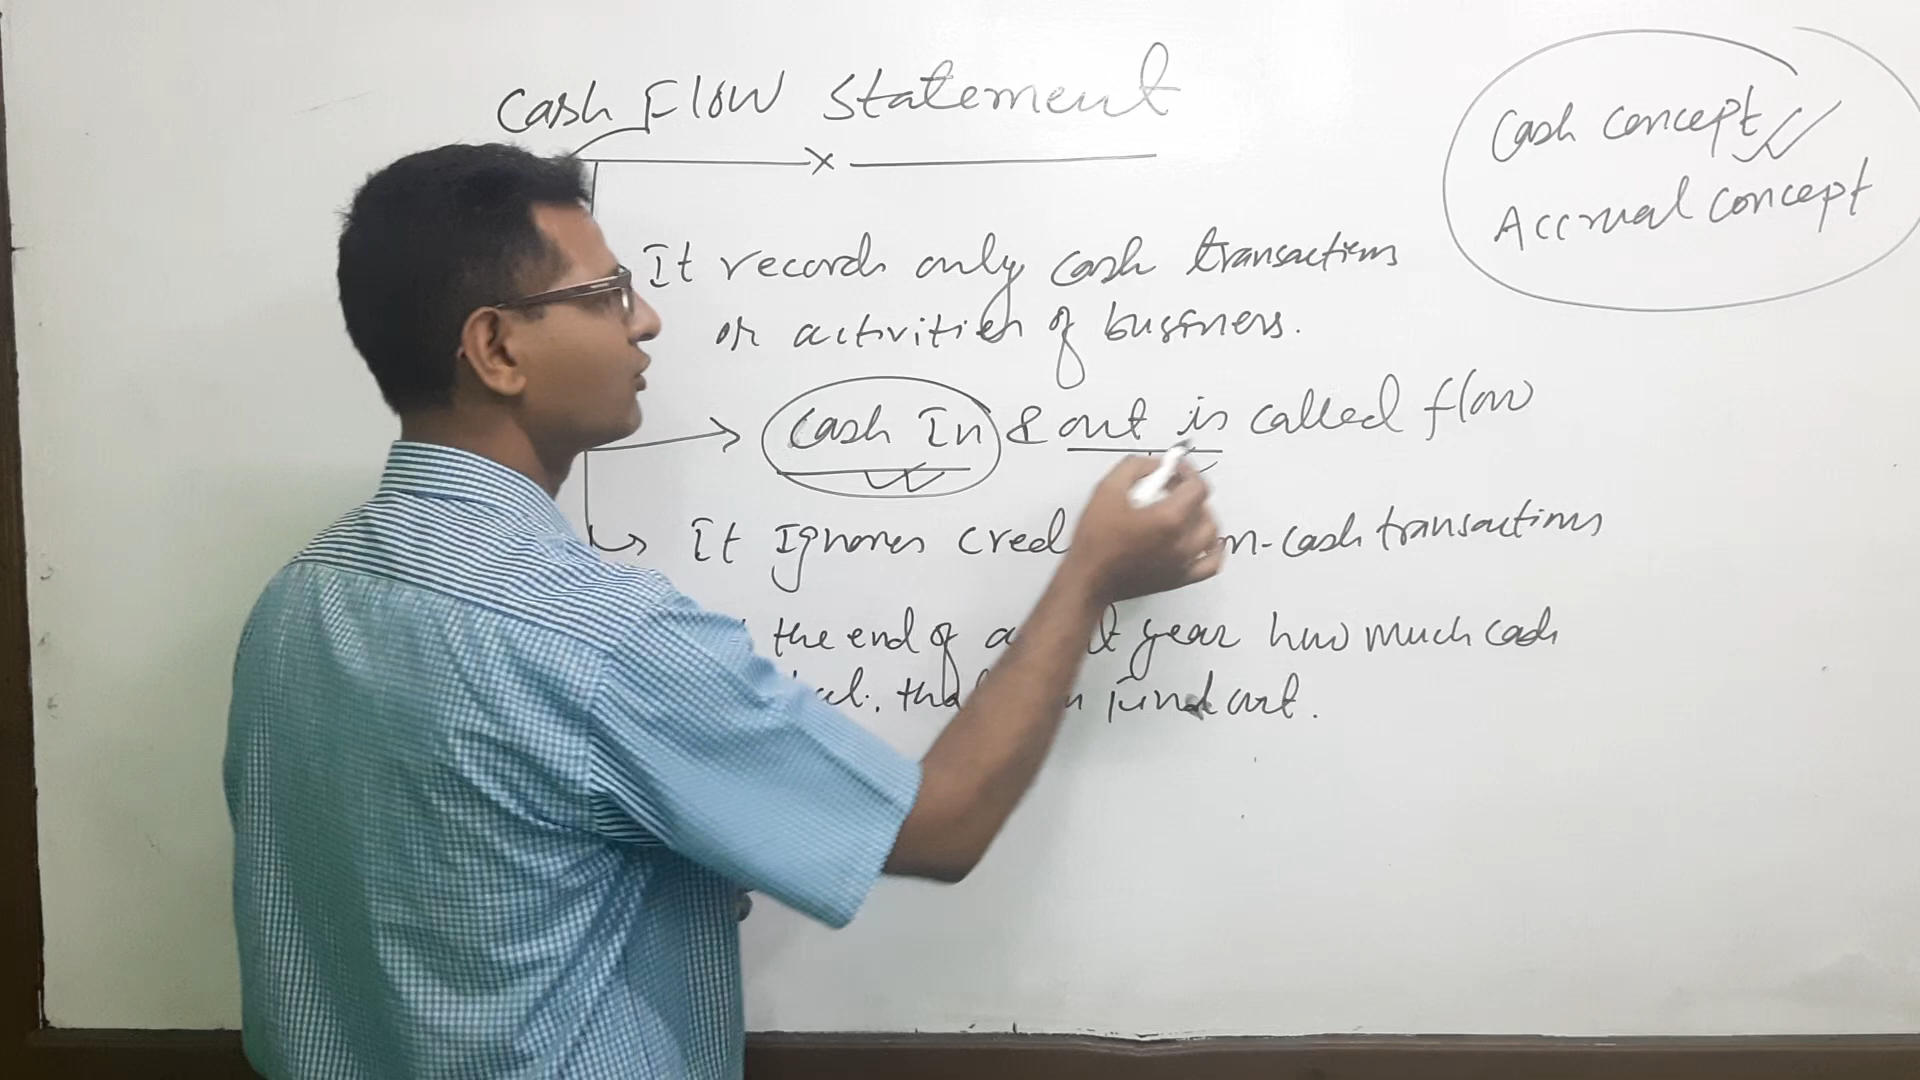 Cash Flow Statement
It records only cash transactions
or activities of business.
Cash In & out is called flow
It Ignores non-cash transactions
the end of year how much cash
find out.
Cash concept
Accrual concept